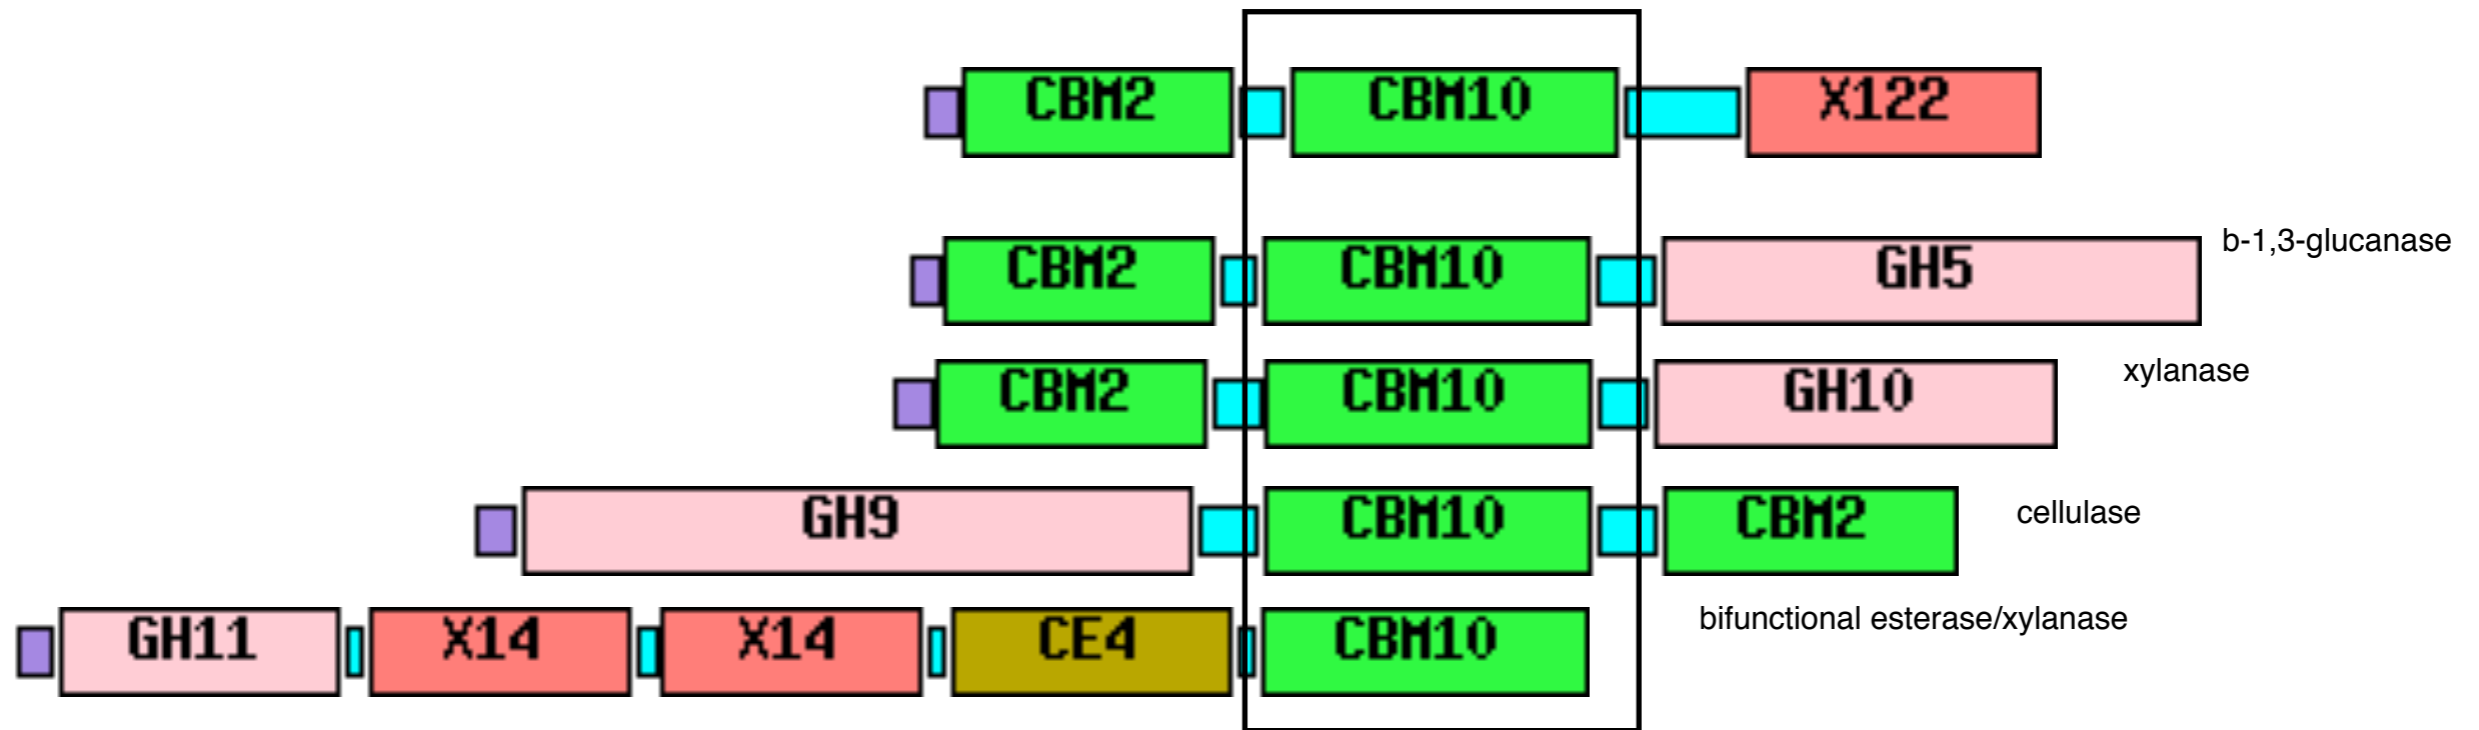 CBM2 CBM10 X122
b-1,3-glucanase
CBM2 CBM10 GH5
xylanase
CBM2 CBM10 GH10
GH9 CBM10 CBM2 cellulase
bifunctional esterase/xylanase
GH11 X14 X14 CE4 CBM10